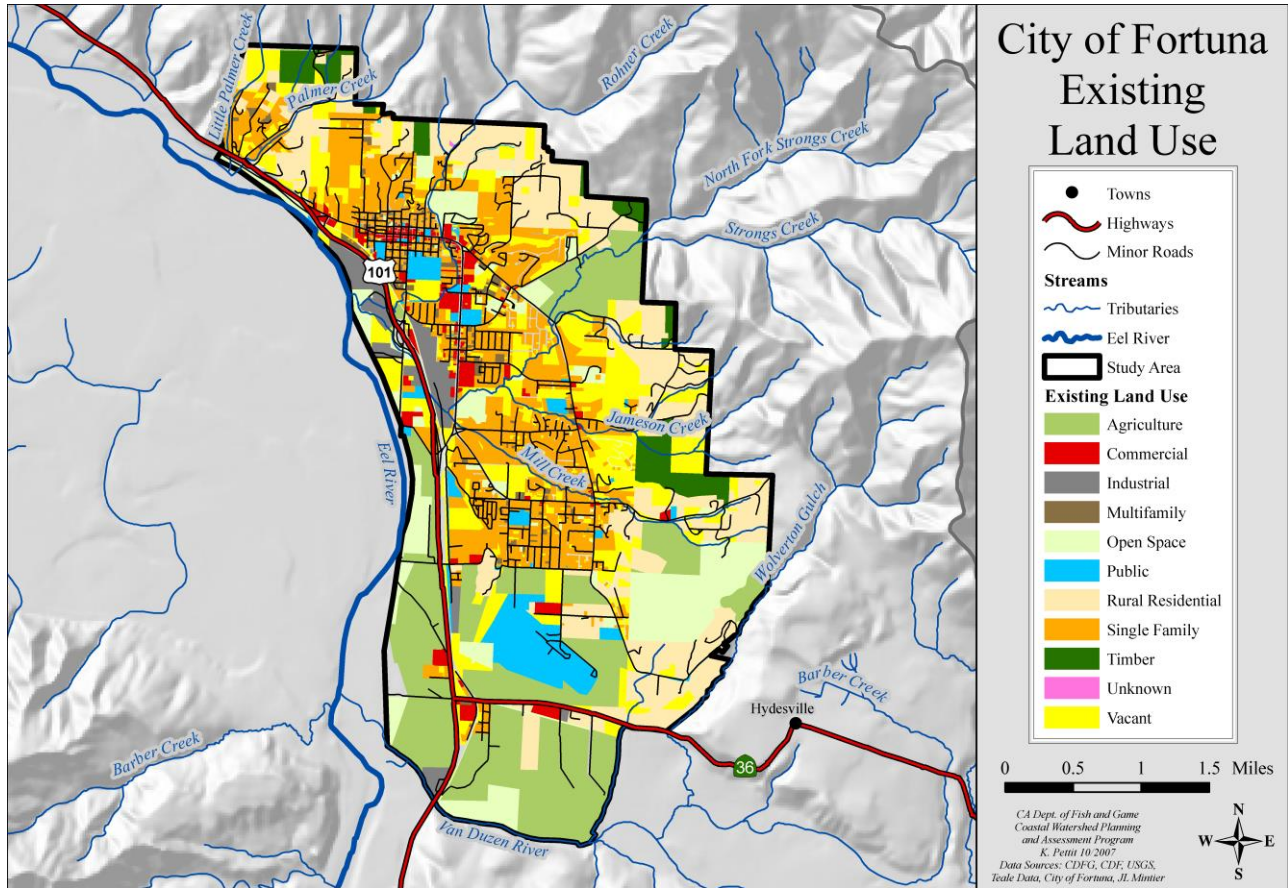 City of Fortuna
Existing
Land Use
Towns
Highways
Minor Roads
Streams
Tributaries
Eel River
Study Area
Existing Land Use
Agriculture
Commercial
Industrial
Multifamily
Open Space
Public
Rural Residential
Single Family
Timber
Unknown
Vacant
0 0.5 1 1.5 Miles
CA Dept. of Fish and Game
Coastal Watershed Planning
and Assessment Program
K. Pettit 10/2007
Data Sources: CDFG, CDF, USGS,
Teale Data, City of Fortuna, JL Mintier
N
W E
S
Little Palmer Creek
Palmer Creek
Rohner Creek
North Fork Strongs Creek
Strongs Creek
101
Jameson Creek
Mill Creek
Eel River
Wolverton Gulch
Barber Creek
Hydesville
36
Barber Creek
Van Duzen River